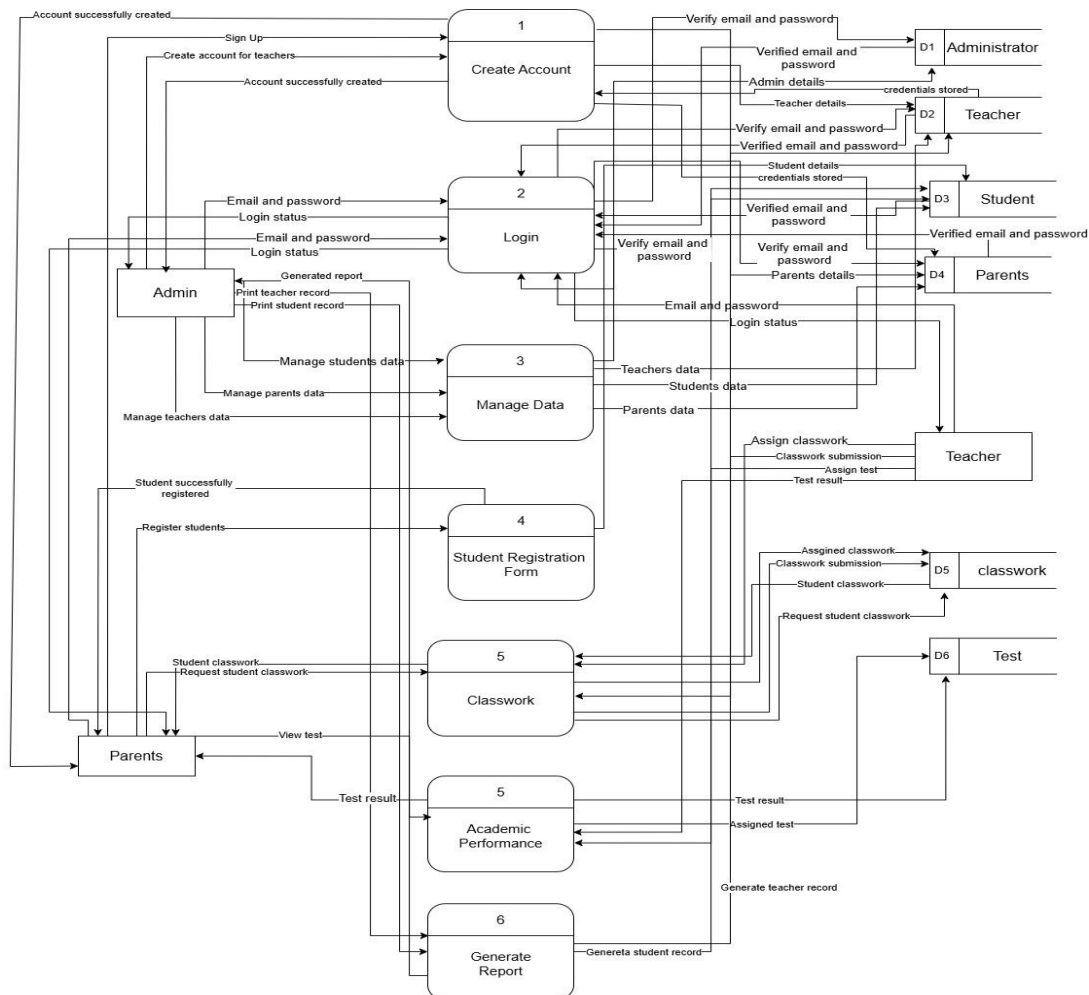 Account successfully created
1
Verify email and password
Sign Up
D1
Administrator
Verified email and
password
Create account for teachers
Create Account
Account successfully created
Admin details
credentials stored
Teacher details
D2
Teacher
Verify email and password
Verified email and password
Student details
credentials stored
2
D3
Student
Email and password
Login status
Verified email and
password
Login
Email and password
Login status
Verify email and
password
Verified email and password
Verify email and
password
Generated report
Parents details
D4
Parents
Admin
Print teacher record
Print student record
Email and password
Login status
3
Manage students data
Teachers data
Students data
Manage parents data
Manage Data
Parents data
Manage teachers data
Assign classwork
Classwork submission
Teacher
Assign test
Test result
Student successfully
registered
4
Register students
Student Registration
Form
Assgined classwork
Classwork submission
D5
classwork
Student classwork
Request student classwork
5
D6
Test
Student classwork
Request student classwork
Classwork
View test
Parents
5
Test result
Test result
Academic
Performance
Assigned test
Generate teacher record
6
Genereta student record
Generate
Report